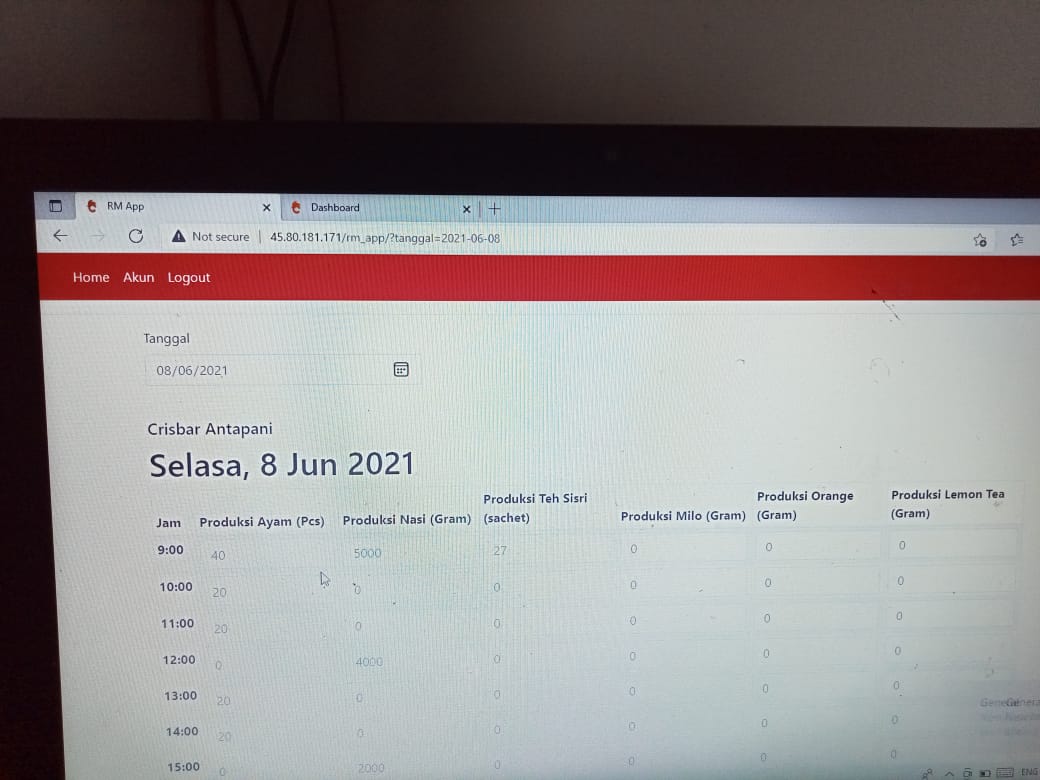 RM App
Dashboard
Not secure 45.80.181.171/rm_app/?tanggal=2021-06-08
Home Akun Logout
Tanggal
08/06/2021
Crisbar Antapani
Selasa, 8 Jun 2021
Jam Produksi Ayam (Pcs) Produksi Nasi (Gram) Produksi Teh Sisri (sachet) Produksi Milo (Gram) Produksi Orange (Gram) Produksi Lemon Tea (Gram)
9:00 40 5000 27 0 0 0
10:00 20 0 0 0 0 0
11:00 20 0 0 0 0 0
12:00 0 4000 0 0 0 0
13:00 20 0 0 0 0 0
14:00 20 0 0 0 0 0
15:00 0 2000 0 0 0 0
ENG